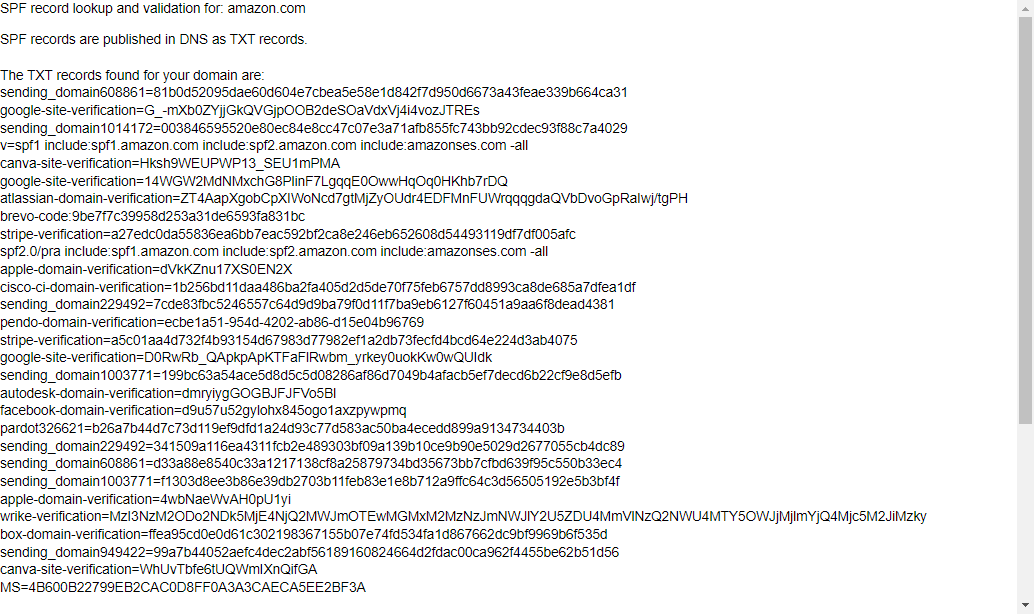 SPF record lookup and validation for: amazon.com
SPF records are published in DNS as TXT records.
The TXT records found for your domain are:
sending_domain608861=81b0d52095dae60d604e7cbea5e58e1d842f7d950d6673a43feae339b664ca31
google-site-verification=G_-mXb0ZYjjGkQVGjpOOB2deSOaVdxVj4i4vozJTREs
sending_domain1014172=003846595520e80ec84e8cc47c07e3a71afb855fc743bb92cdec93f88c7a4029
v=spf1 include:spf1.amazon.com include:spf2.amazon.com include:amazonses.com -all
canva-site-verification=Hksh9WEUPWP13_SEU1mPMA
google-site-verification=14WGW2MdNMxchG8PlinF7LgqqE0OwwHqOq0HKhb7rDQ
atlassian-domain-verification=ZT4AapXgobCpXIWoNcd7gtMjZyOUdr4EDFMnFUWrqqqgdaQVbDvoGpRaIwj/tgPH
brevo-code:9be7f7c39958d253a31de6593fa831bc
stripe-verification=a27edc0da55836ea6bb7eac592bf2ca8e246eb652608d54493119df7df005afc
spf2.0/pra include:spf1.amazon.com include:spf2.amazon.com include:amazonses.com -all
apple-domain-verification=dVkKZnu17XS0EN2X
cisco-ci-domain-verification=1b256bd11daa486ba2fa405d2d5de70f75feb6757dd8993ca8de685a7dfea1df
sending_domain229492=7cde83fbc5246557c64d9d9ba79f0d11f7ba9eb6127f60451a9aa6f8dead4381
pendo-domain-verification=ecbe1a51-954d-4202-ab86-d15e04b96769
stripe-verification=a5c01aa4d732f4b93154d67983d77982ef1a2db73fecfd4bcd64e224d3ab4075
google-site-verification=D0RwRb_QApkpApKTFaFlRwbm_yrkey0uokKw0wQUIdk
sending_domain1003771=199bc63a54ace5d8d5c5d08286af86d7049b4afacb5ef7decd6b22cf9e8d5efb
autodesk-domain-verification=dmryiygGOGBJFJFVo5BI
facebook-domain-verification=d9u57u52gylohx845ogo1axzpywpmq
pardot326621=b26a7b44d7c73d119ef9dfd1a24d93c77d583ac50ba4ecedd899a9134734403b
sending_domain229492=341509a116ea4311fcb2e489303bf09a139b10ce9b90e5029d2677055cb4dc89
sending_domain608861=d33a88e8540c33a1217138cf8a25879734bd35673bb7cfbd639f95c550b33ec4
sending_domain1003771=f1303d8ee3b86e39db2703b11feb83e1e8b712a9ffc64c3d56505192e5b3bf4f
apple-domain-verification=4wbNaeWvAH0pU1yi
wrike-verification=MzI3NzM2ODo2NDk5MjE4NjQ2MWJmOTEwMGMxM2MzNzJmNWJlY2U5ZDU4MmVlNzQ2NWU4MTY5OWJjMjlmYjQ4Mjc5M2JiMzky
box-domain-verification=ffea95cd0e0d61c302198367155b07e74fd534fa1d867662dc9bf9969b6f535d
sending_domain949422=99a7b44052aefc4dec2abf56189160824664d2fdac00ca962f4455be62b51d56
canva-site-verification=WhUvTbfe6tUQWmIXnQifGA
MS=4B600B22799EB2CAC0D8FF0A3A3CAECA5EE2BF3A